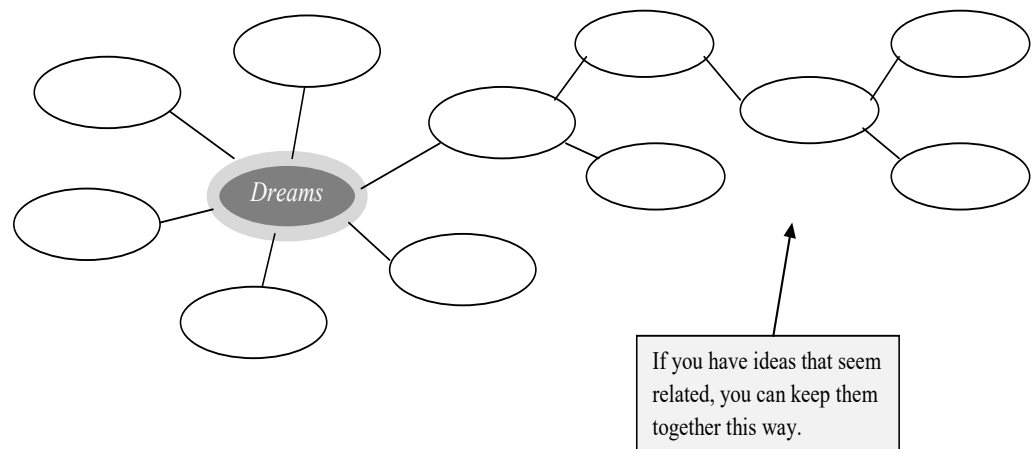 Dreams
If you have ideas that seem
related, you can keep them
together this way.